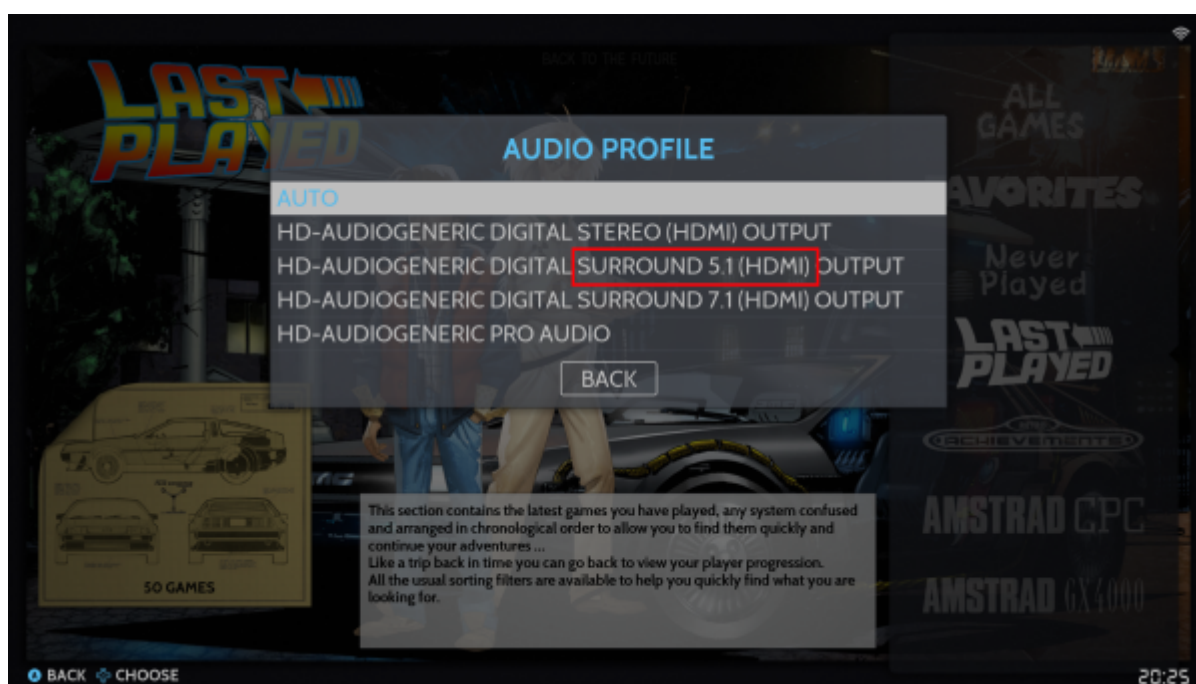 BACK TO THE FUTURE
LAST
PLAYED
AUDIO PROFILE
AUTO
HD-AUDIOGENERIC DIGITAL STEREO (HDMI) OUTPUT
HD-AUDIOGENERIC DIGITAL SURROUND 5.1 (HDMI) OUTPUT
HD-AUDIOGENERIC DIGITAL SURROUND 7.1 (HDMI) OUTPUT
HD-AUDIOGENERIC PRO AUDIO
BACK
ALL
GAMES
FAVORITES
Never
Played
LAST
PLAYED
ACHIEVEMENTS
AMSTRAD CPC
AMSTRAD GX4000
50 GAMES
This section contains the latest games you have played, any system confused
and arranged in chronological order to allow you to find them quickly and
continue your adventures ...
Like a trip back in time you can go back to view your player progression.
All the usual sorting filters are available to help you quickly find what you are
looking for.
BACK CHOOSE
20:25